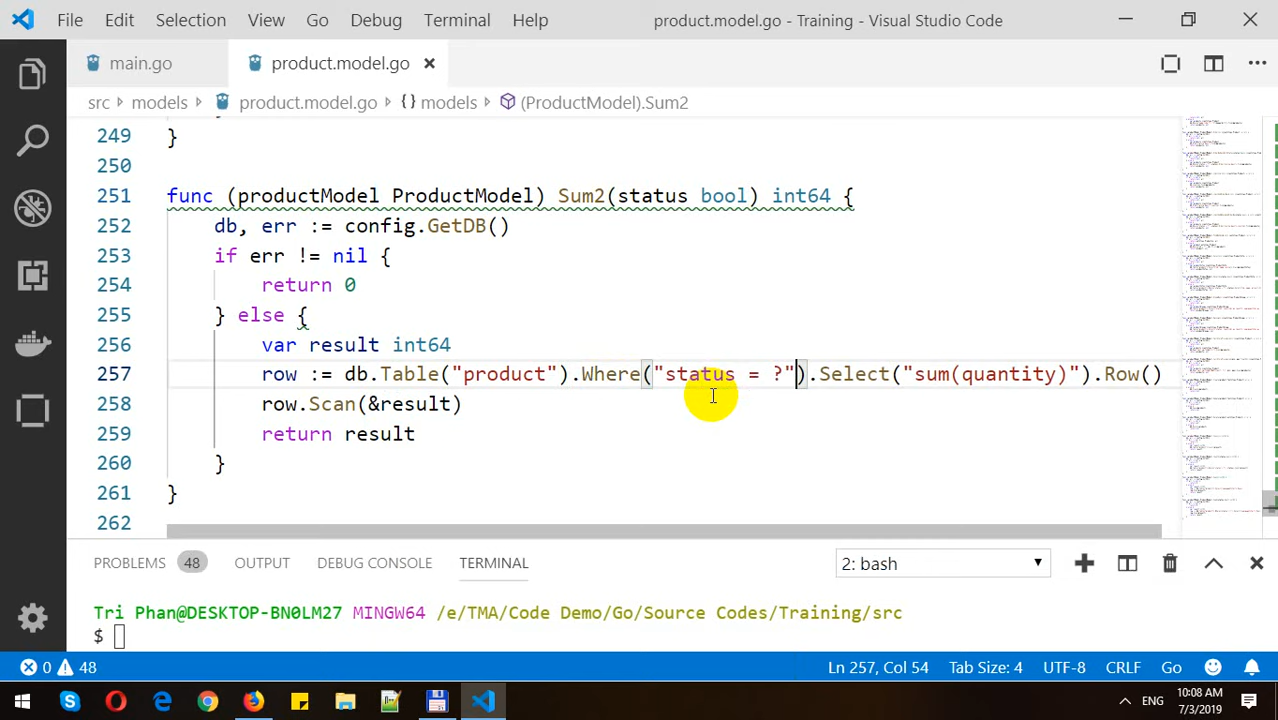 File Edit Selection View Go Debug Terminal Help product.model.go - Training - Visual Studio Code
main.go product.model.go
src models product.model.go {} models (ProductModel).Sum2
249 }
250
251 func (productModel ProductModel) Sum2(status bool) int64 {
252 db, err := config.GetDB()
253 if err != nil {
254 return 0
255 } else {
256 var result int64
257 row := db.Table("product").Where("status = ?").Select("sum(quantity)").Row()
258 row.Scan(&result)
259 return result
260 }
261 }
262
PROBLEMS 48 OUTPUT DEBUG CONSOLE TERMINAL 2: bash
Tri Phan@DESKTOP-BN0LM27 MINGW64 /e/TMA/Code Demo/Go/Source Codes/Training/src
$
0 48 Ln 257, Col 54 Tab Size: 4 UTF-8 CRLF Go
ENG 10:08 AM
7/3/2019